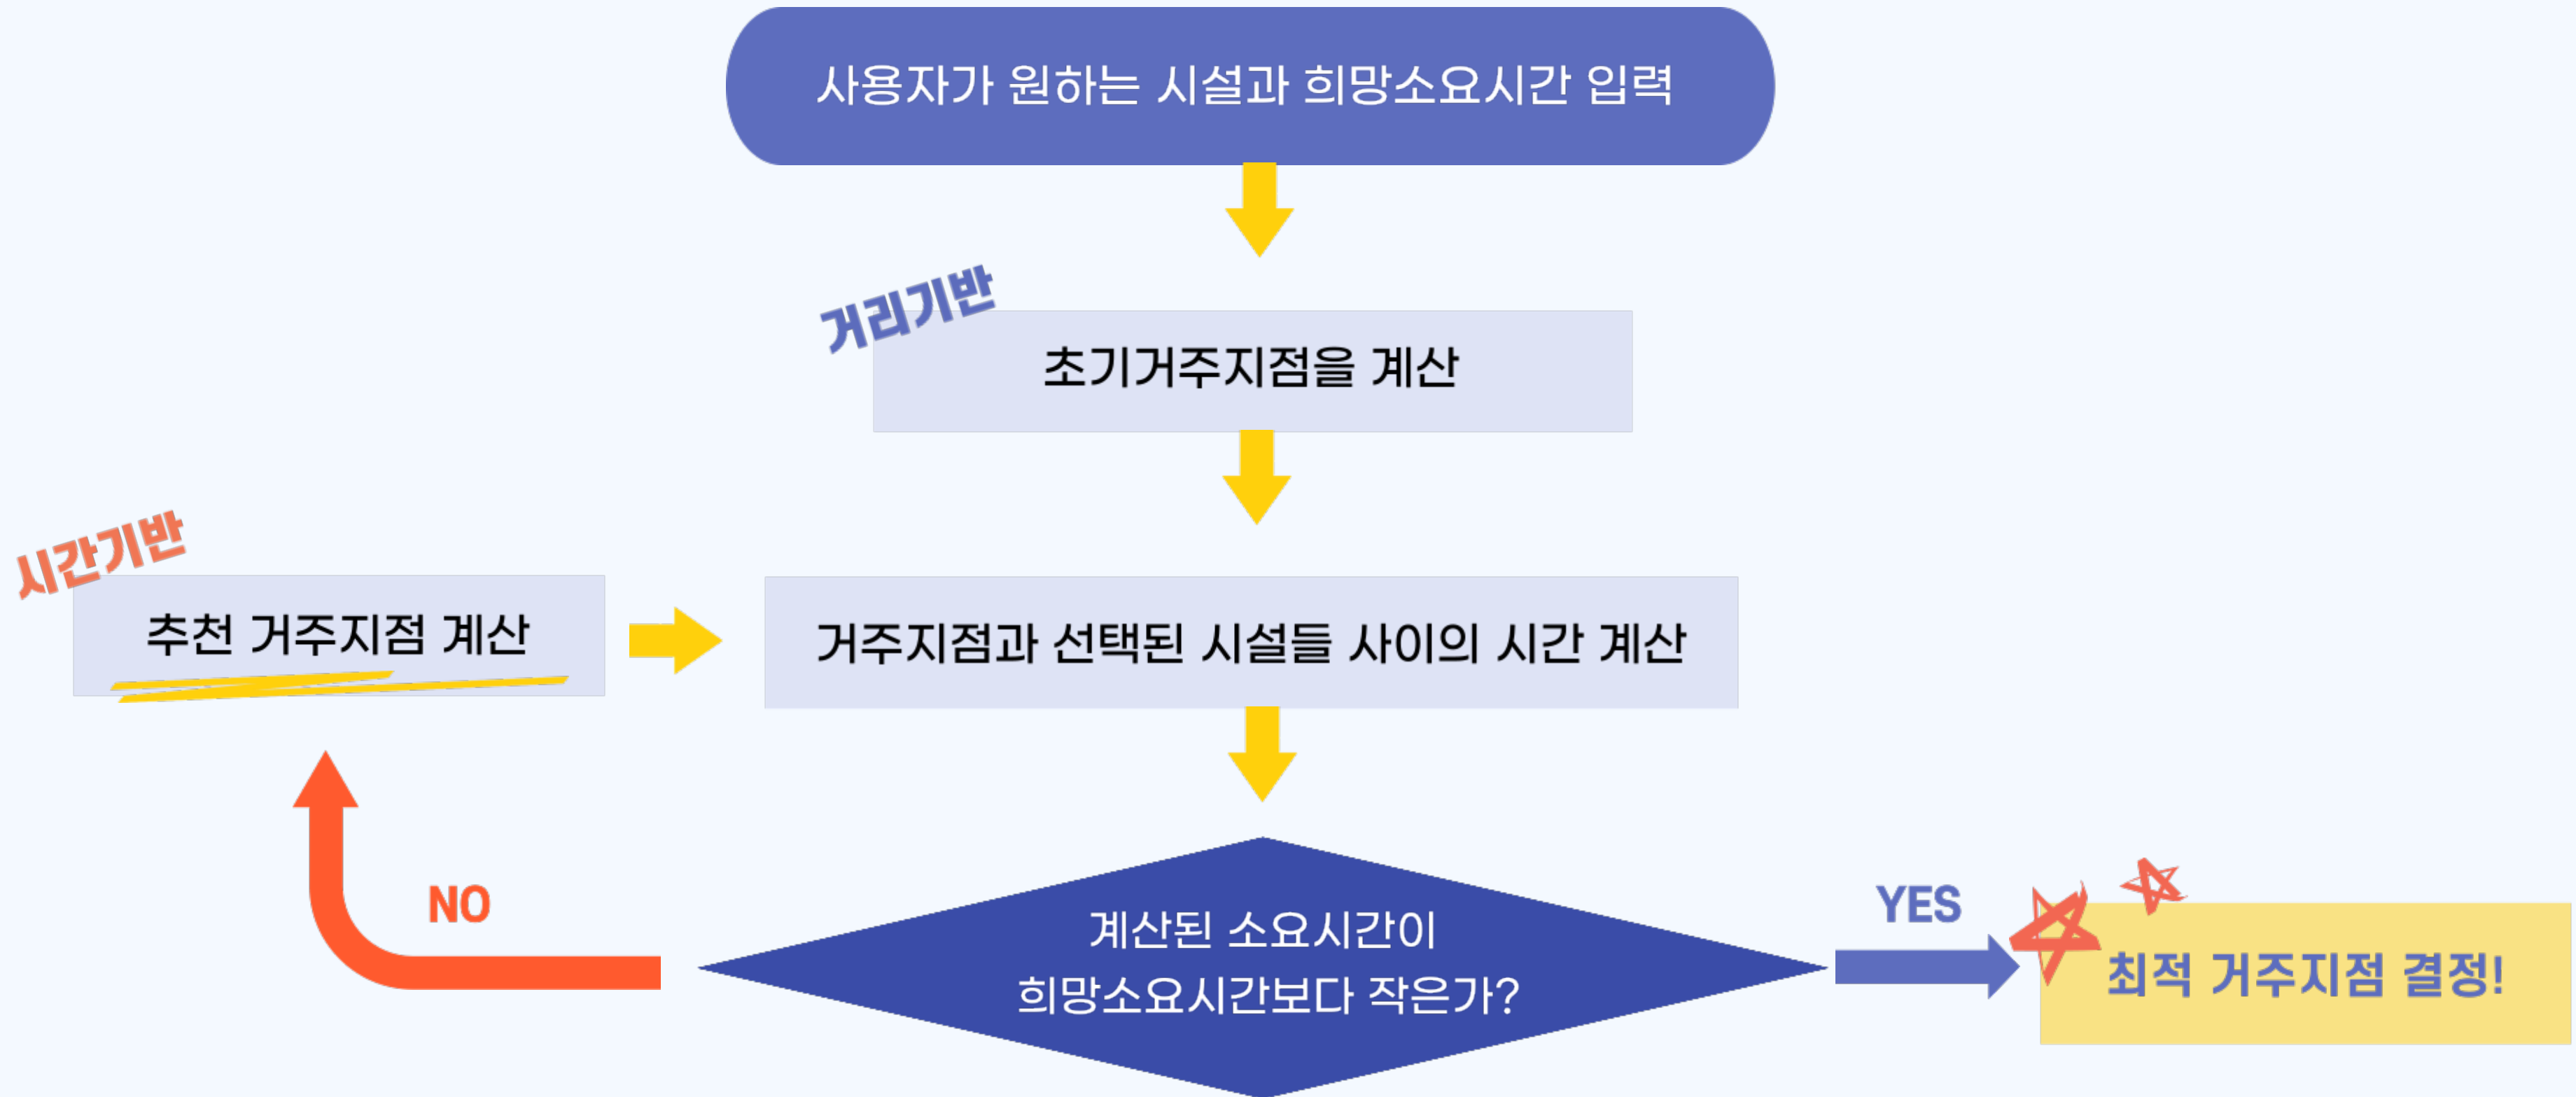 사용자가 원하는 시설과 희망소요시간 입력
거리기반
초기거주지점을 계산
시간기반
추천 거주지점 계산
거주지점과 선택된 시설들 사이의 시간 계산
NO
계산된 소요시간이
희망소요시간보다 작은가?
YES
최적 거주지점 결정!